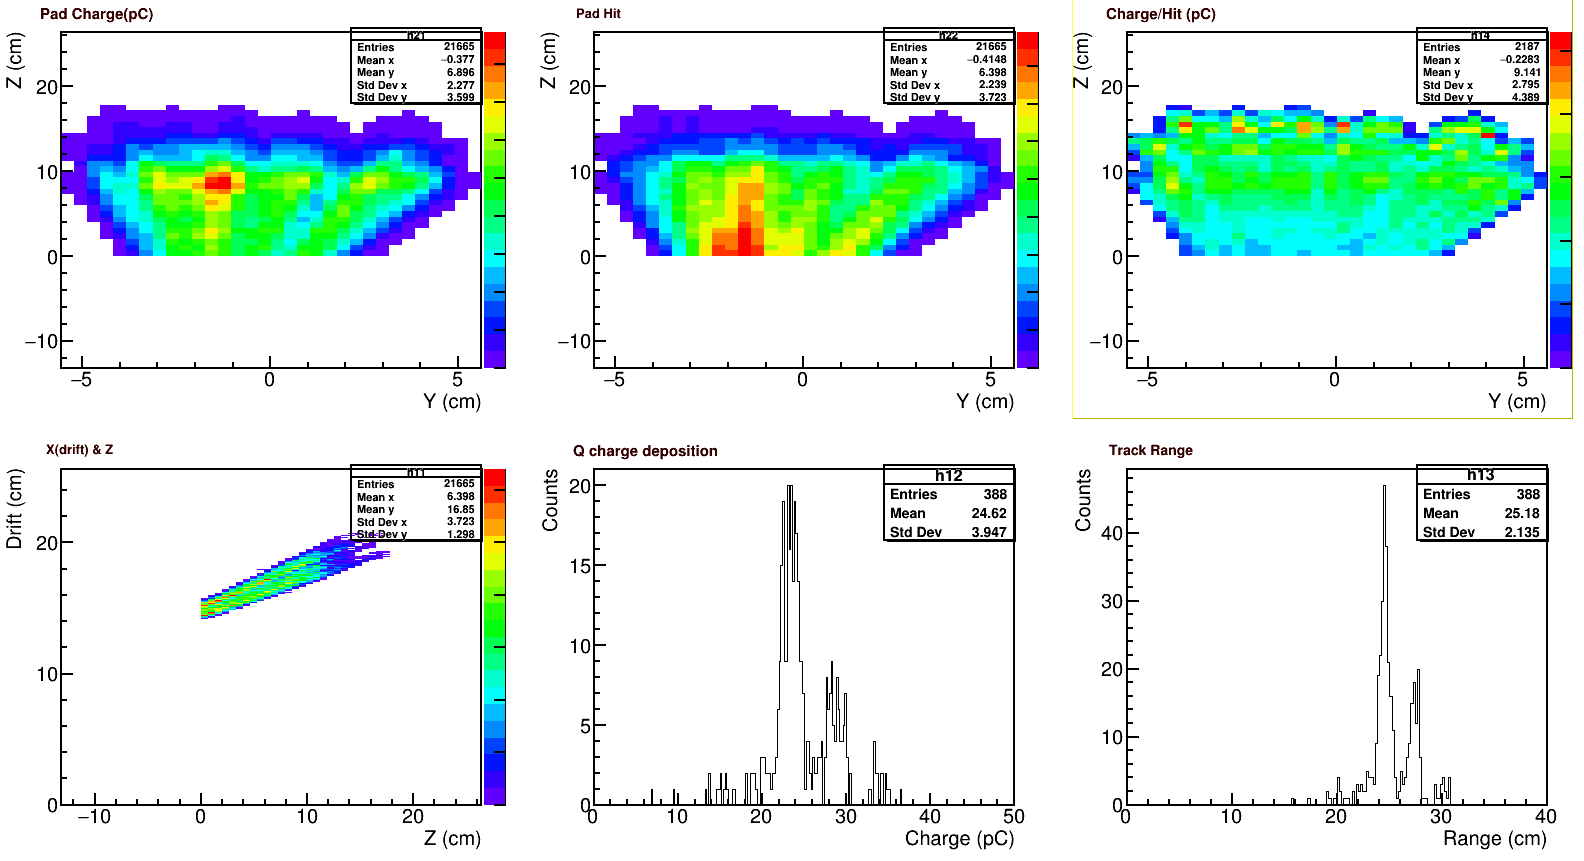 Pad Charge(pC)
Z (cm)
h21
Entries 21665
Mean x −0.377
Mean y 6.896
Std Dev x 2.277
Std Dev y 3.599
20
10
0
−10
−5 0 5
Y (cm)
Pad Hit
Z (cm)
h22
Entries 21665
Mean x −0.4148
Mean y 6.398
Std Dev x 2.239
Std Dev y 3.723
20
10
0
−10
−5 0 5
Y (cm)
Charge/Hit (pC)
Z (cm)
h14
Entries 2187
Mean x −0.2283
Mean y 9.141
Std Dev x 2.795
Std Dev y 4.389
20
10
0
−10
−5 0 5
Y (cm)
X(drift) & Z
Drift (cm)
h11
Entries 21665
Mean x 6.398
Mean y 16.85
Std Dev x 3.723
Std Dev y 1.298
20
10
0
−10 0 10 20
Z (cm)
Q charge deposition
Counts
h12
Entries 388
Mean 24.62
Std Dev 3.947
20
15
10
5
0
0 10 20 30 40 50
Charge (pC)
Track Range
Counts
h13
Entries 388
Mean 25.18
Std Dev 2.135
40
30
20
10
0
0 10 20 30 40
Range (cm)